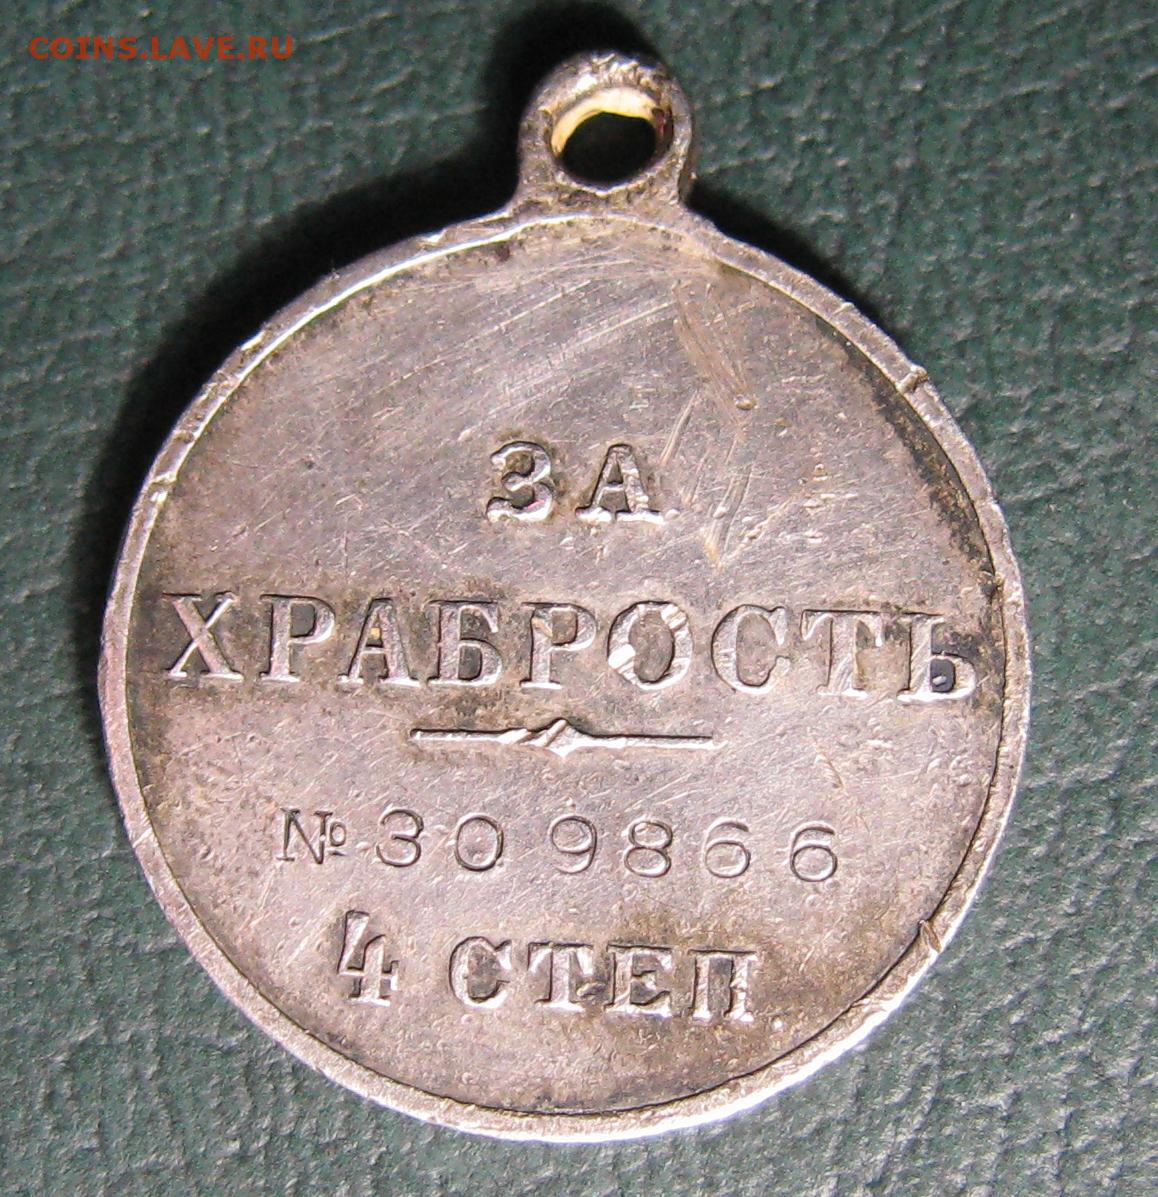 COINS.LAVE.RU
ЗА
ХРАБРОСТЬ
№ 309866
4 СТЕП.